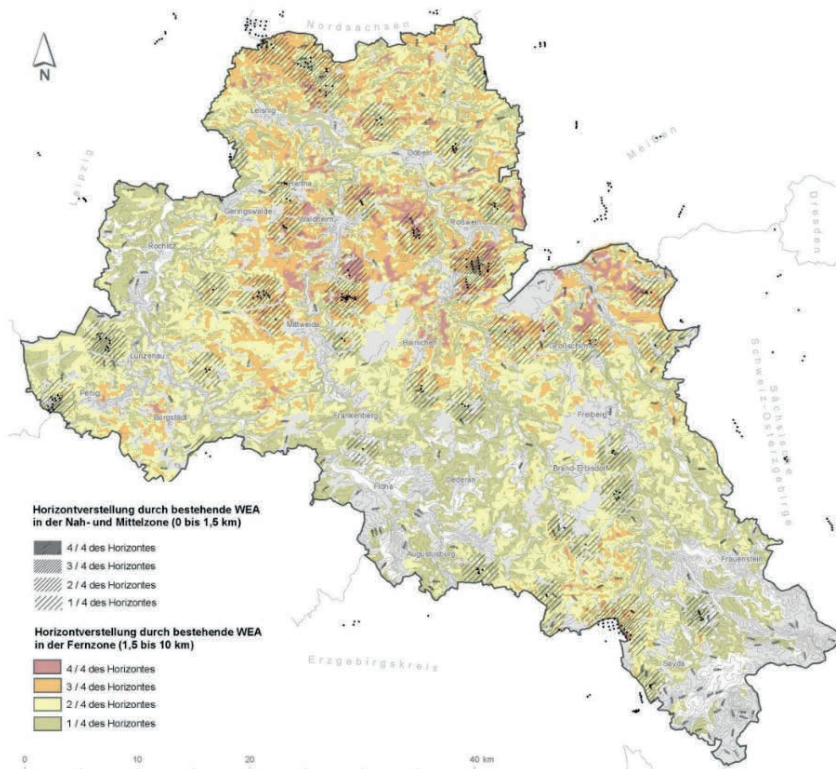 Nordsachsen
N
Leisnig
Meißen
Döbeln
Leipzig
Hartha
Dresden
Geringswalde
Waldheim
Roßwein
Rochlitz
Mittweida
Hainichen
Großschirma
Lunzenau
Penig
Burgstädt
Frankenberg
Freiberg
Sächsische
Schweiz-Osterzgebirge
Brand-Erbisdorf
Flöha
Oederan
Horizontverstellung durch bestehende WEA
in der Nah- und Mittelzone (0 bis 1,5 km)
4 / 4 des Horizontes
3 / 4 des Horizontes
2 / 4 des Horizontes
1 / 4 des Horizontes
Augustusburg
Frauenstein
Horizontverstellung durch bestehende WEA
in der Fernzone (1,5 bis 10 km)
4 / 4 des Horizontes
3 / 4 des Horizontes
2 / 4 des Horizontes
1 / 4 des Horizontes
Erzgebirgskreis
Sayda
0 10 20 40 km